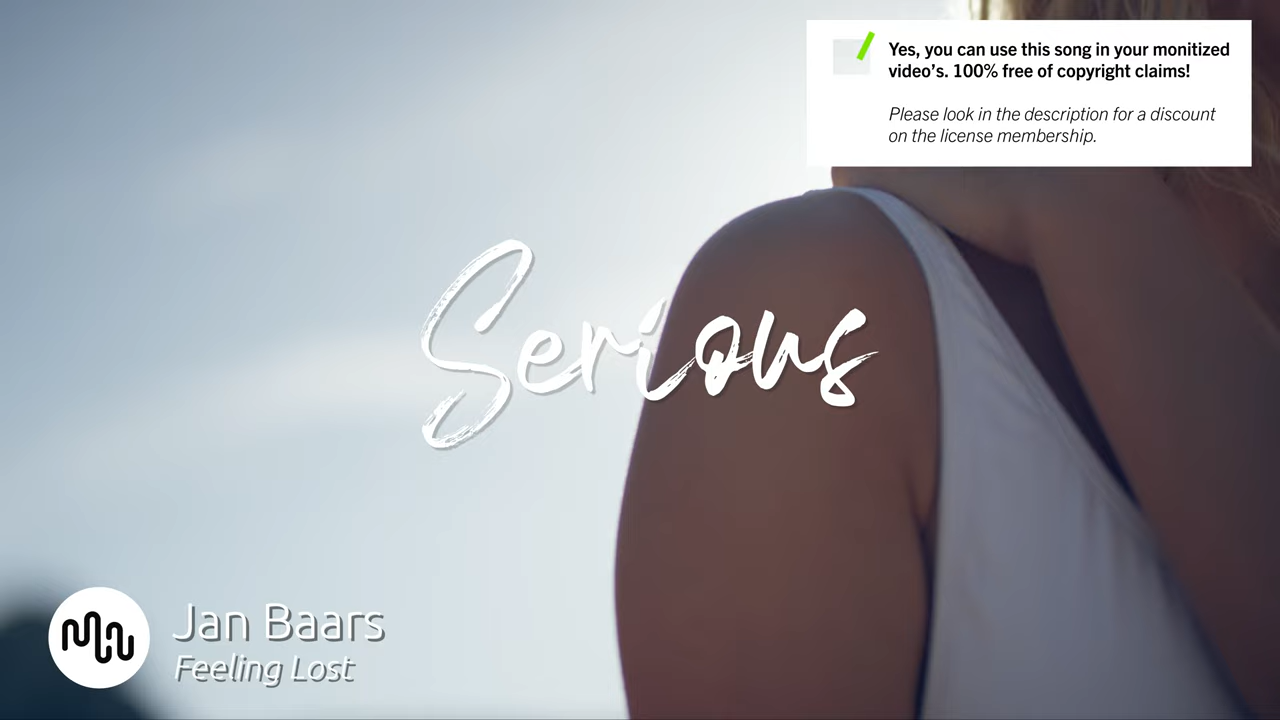 Yes, you can use this song in your monitized
video's. 100% free of copyright claims!
Please look in the description for a discount
on the license membership.
Serious
Jan Baars
Feeling Lost